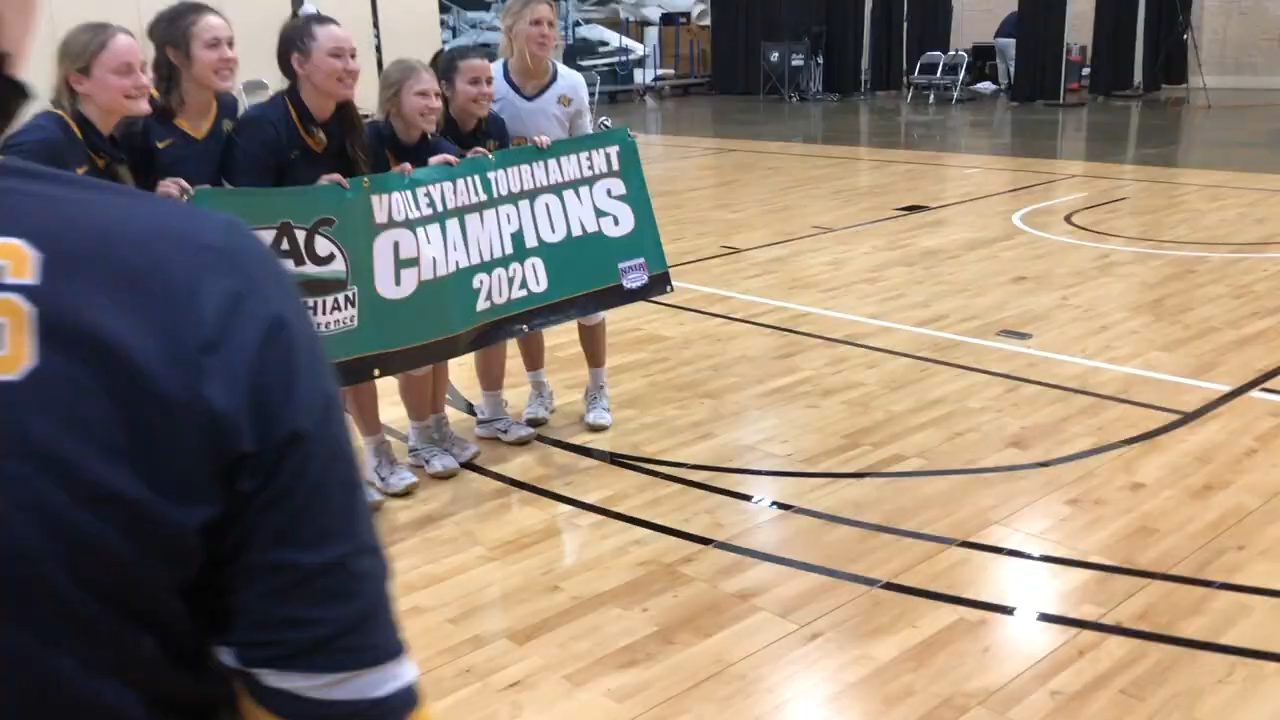 VOLLEYBALL TOURNAMENT
CHAMPIONS
2020
AC
HIAN
rence
NAIA